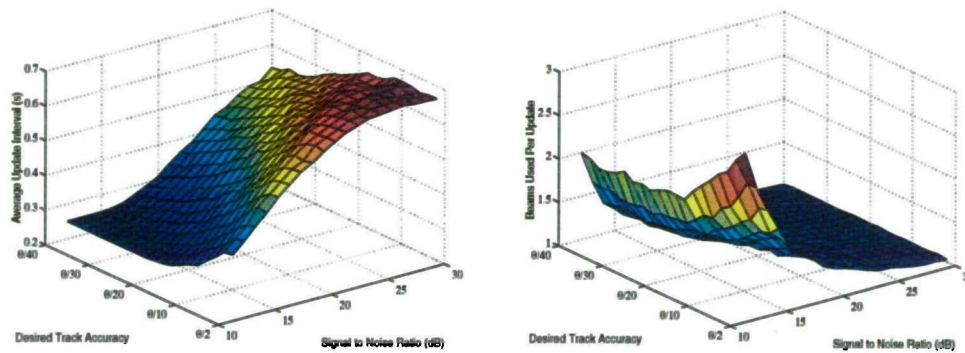 0.7
0.6
0.5
0.4
0.3
0.2
Average Update Interval (s)
θ/40
θ/30
θ/20
θ/10
θ/2
10
15
20
25
30
Desired Track Accuracy
Signal to Noise Ratio (dB)
3
2.5
2
1.5
1
Beams Used Per Update
θ/40
θ/30
θ/20
θ/10
θ/2
10
15
20
25
Desired Track Accuracy
Signal to Noise Ratio (dB)